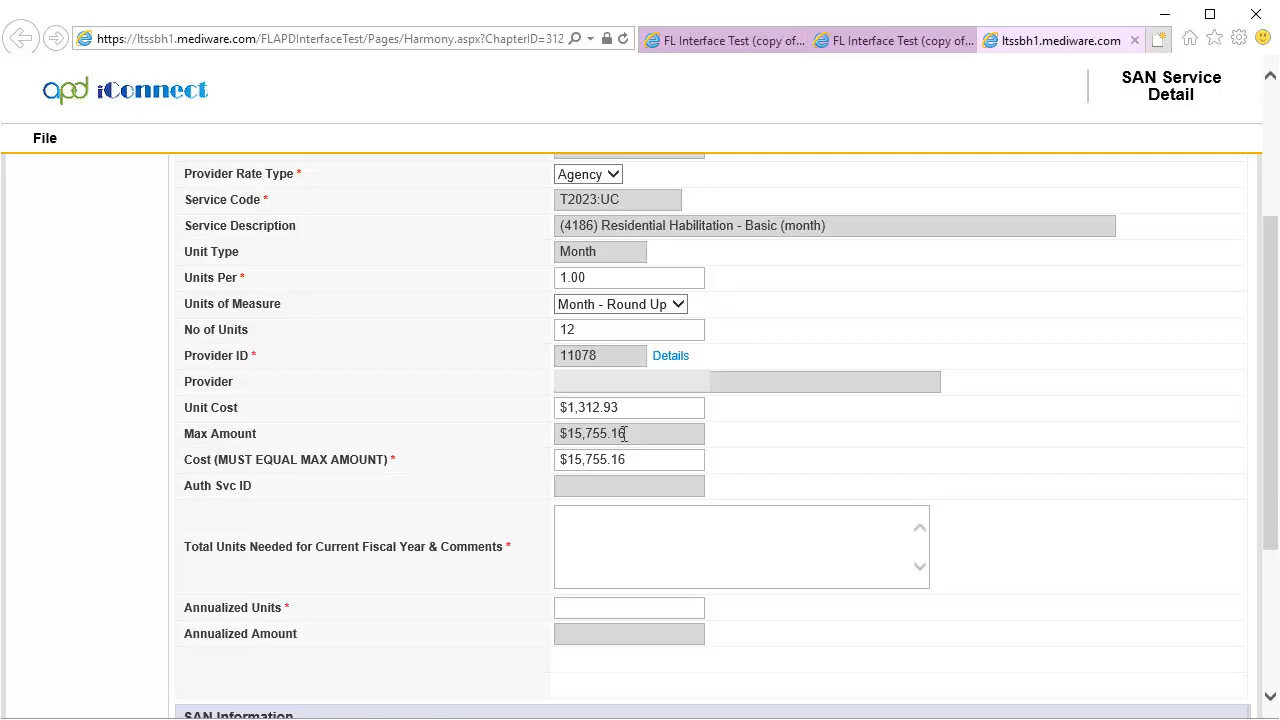 https://ltssbh1.mediware.com/FLAPDInterfaceTest/Pages/Harmony.aspx?ChapterID=312
FL Interface Test (copy of...
FL Interface Test (copy of...
ltssbh1.mediware.com
apd iConnect
SAN Service
Detail
File
Provider Rate Type * Agency
Service Code * T2023:UC
Service Description (4186) Residential Habilitation - Basic (month)
Unit Type Month
Units Per * 1.00
Units of Measure Month - Round Up
No of Units 12
Provider ID * 11078 Details
Provider
Unit Cost $1,312.93
Max Amount $15,755.16
Cost (MUST EQUAL MAX AMOUNT) * $15,755.16
Auth Svc ID
Total Units Needed for Current Fiscal Year & Comments *
Annualized Units *
Annualized Amount
SAN Information